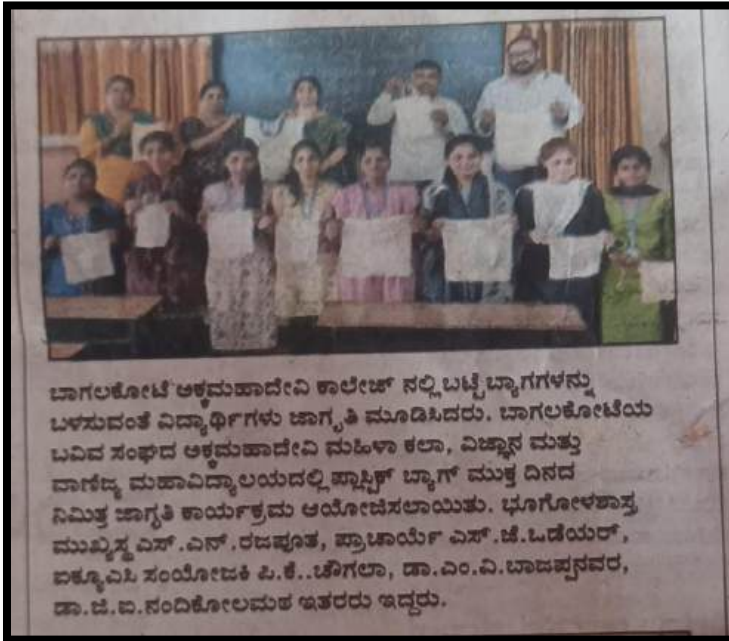 ಬಾಗಲಕೋಟೆ ಅಕ್ಕಮಹಾದೇವಿ ಕಾಲೇಜ್ ನಲ್ಲಿ ಬಟ್ಟೆ ಬ್ಯಾಗಗಳನ್ನು
ಬಳಸುವಂತೆ ವಿದ್ಯಾರ್ಥಿಗಳು ಜಾಗೃತಿ ಮೂಡಿಸಿದರು. ಬಾಗಲಕೋಟೆಯ
ಬವಿವ ಸಂಘದ ಅಕ್ಕಮಹಾದೇವಿ ಮಹಿಳಾ ಕಲಾ, ವಿಜ್ಞಾನ ಮತ್ತು
ವಾಣಿಜ್ಯ ಮಹಾವಿದ್ಯಾಲಯದಲ್ಲಿ ಪ್ಲಾಸ್ಟಿಕ್ ಬ್ಯಾಗ್ ಮುಕ್ತ ದಿನದ
ನಿಮಿತ್ತ ಜಾಗೃತಿ ಕಾರ್ಯಕ್ರಮ ಆಯೋಜಿಸಲಾಯಿತು. ಭೂಗೋಳಶಾಸ್ತ್ರ
ಮುಖ್ಯಸ್ಥ ಎಸ್.ಎನ್.ರಜಪೂತ, ಪ್ರಾಚಾರ್ಯೆ ಎಸ್.ಜೆ.ಒಡೆಯರ್,
ಐಕ್ಯೂಎಸಿ ಸಂಯೋಜಕಿ ಪಿ.ಕೆ..ಚೌಗಲಾ, ಡಾ.ಎಂ.ವಿ.ಬಾಜಪ್ಪನವರ,
ಡಾ.ಜಿ.ಐ.ನಂದಿಕೋಲಮಠ ಇತರರು ಇದ್ದರು.